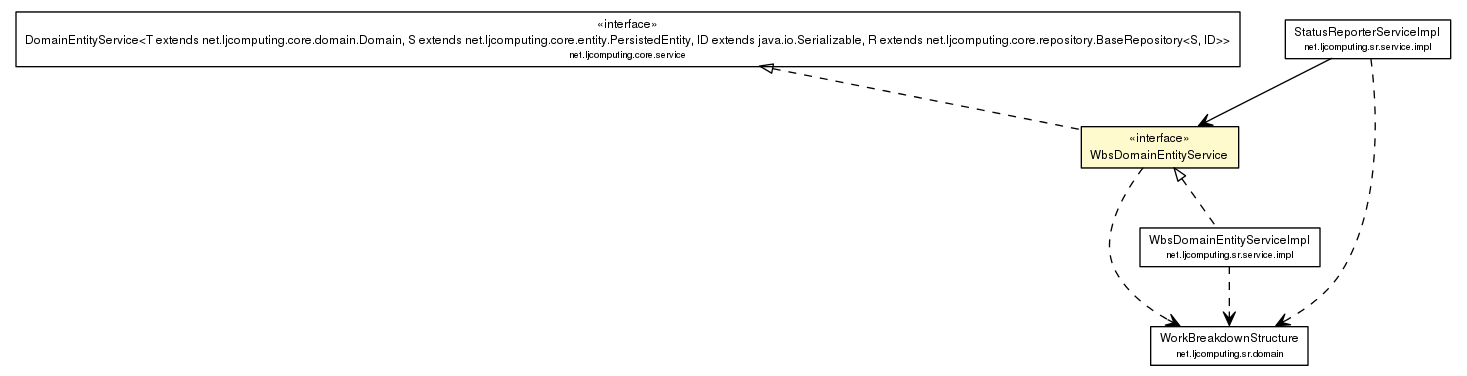 «interface»
DomainEntityService<T extends net.ljcomputing.core.domain.Domain, S extends net.ljcomputing.core.entity.PersistedEntity, ID extends java.io.Serializable, R extends net.ljcomputing.core.repository.BaseRepository<S, ID>>
net.ljcomputing.core.service
StatusReporterServiceImpl
net.ljcomputing.sr.service.impl
«interface»
WbsDomainEntityService
WbsDomainEntityServiceImpl
net.ljcomputing.sr.service.impl
WorkBreakdownStructure
net.ljcomputing.sr.domain